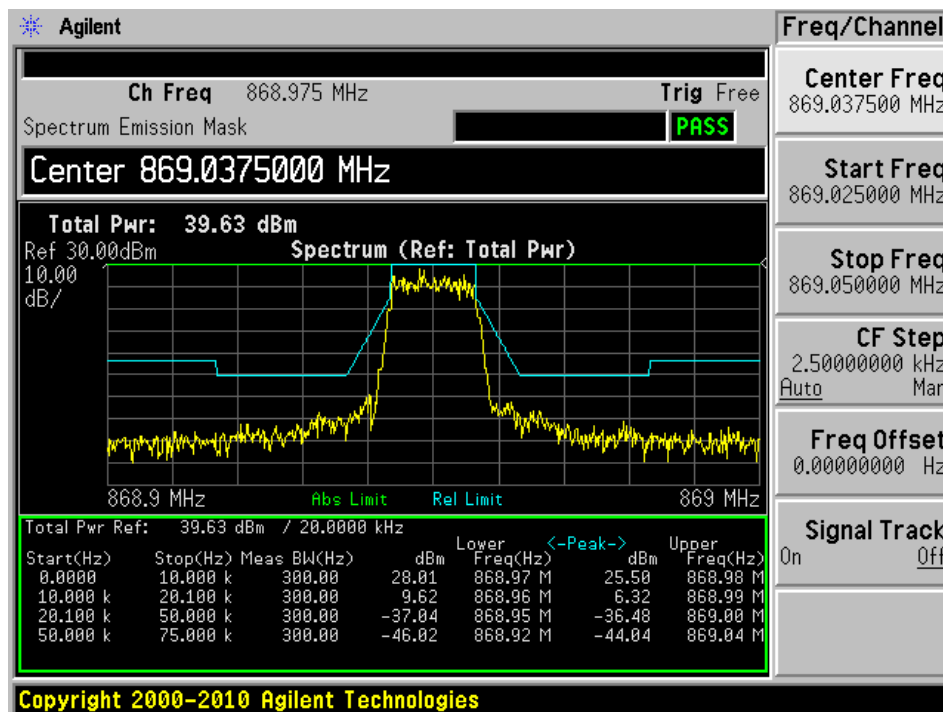 Agilent
Ch Freq 868.975 MHz Trig Free
Spectrum Emission Mask PASS
Center 869.0375000 MHz
Total Pwr: 39.63 dBm
Ref 30.00dBm Spectrum (Ref: Total Pwr)
10.00
dB/
868.9 MHz Abs Limit Rel Limit 869 MHz
Total Pwr Ref: 39.63 dBm / 20.0000 kHz
Lower <-Peak-> Upper
Start(Hz) Stop(Hz) Meas BW(Hz) dBm Freq(Hz) dBm Freq(Hz)
0.0000 10.000 k 300.00 28.01 868.97 M 25.50 868.98 M
10.000 k 20.100 k 300.00 9.62 868.96 M 6.32 868.99 M
20.100 k 50.000 k 300.00 -37.04 868.95 M -36.48 869.00 M
50.000 k 75.000 k 300.00 -46.02 868.92 M -44.04 869.04 M
Copyright 2000-2010 Agilent Technologies
Freq/Channel
Center Freq
869.037500 MHz
Start Freq
869.025000 MHz
Stop Freq
869.050000 MHz
CF Step
2.50000000 kHz
Auto Man
Freq Offset
0.00000000 Hz
Signal Track
On Off